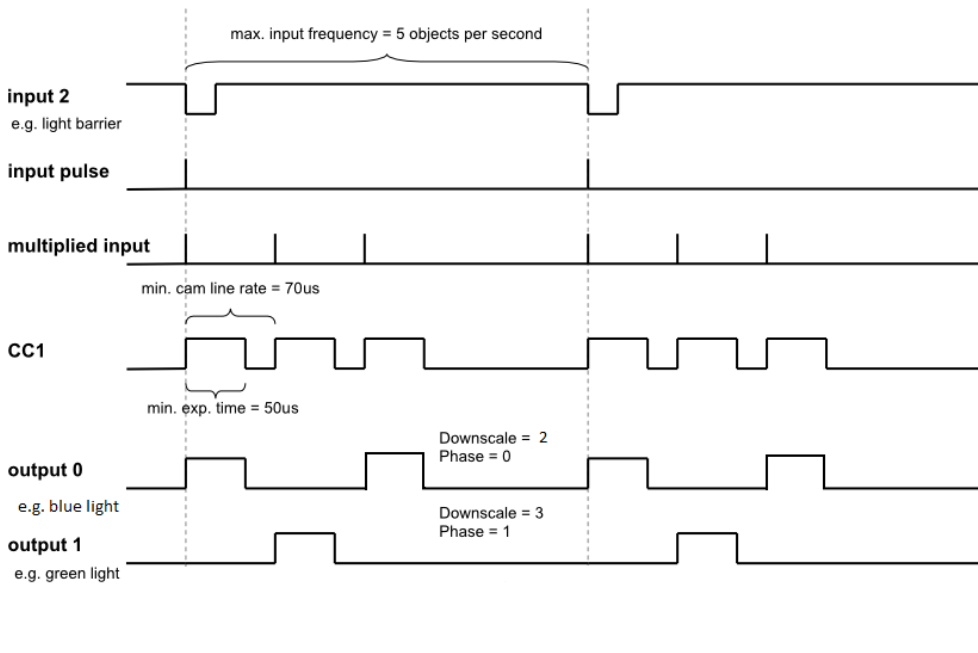 max. input frequency = 5 objects per second
input 2
e.g. light barrier
input pulse
multiplied input
min. cam line rate = 70us
CC1
min. exp. time = 50us
Downscale = 2
Phase = 0
output 0
e.g. blue light
Downscale = 3
Phase = 1
output 1
e.g. green light